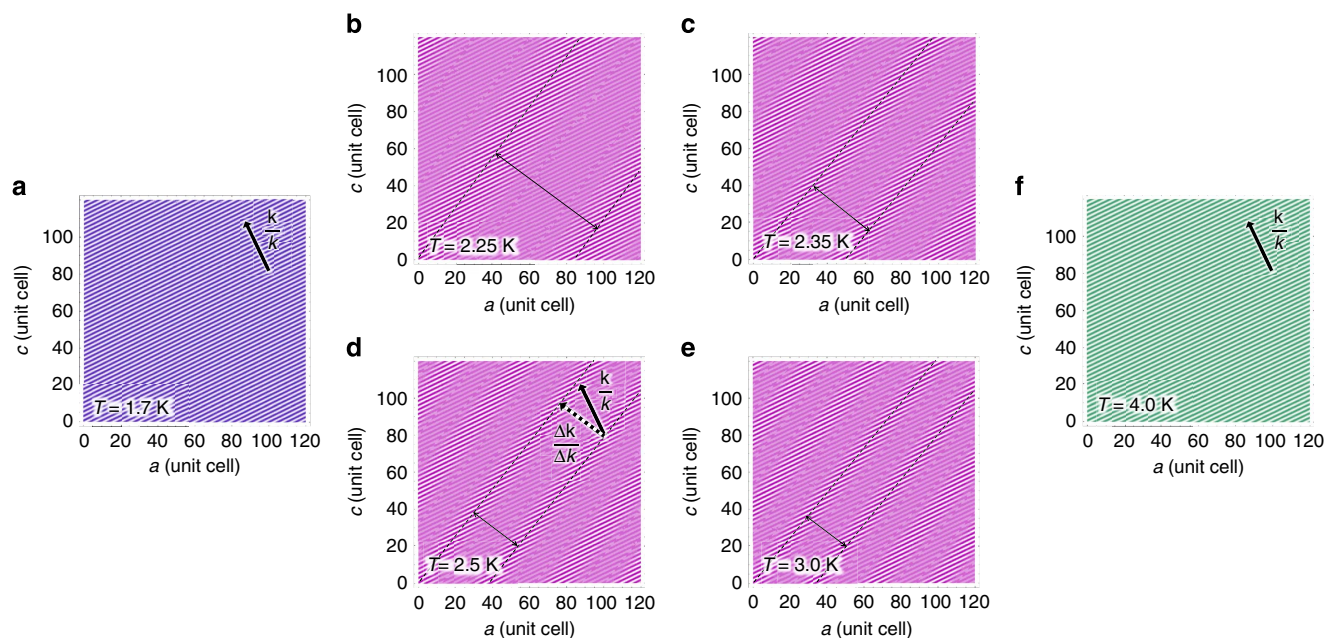 a
c (unit cell)
100
80
60
40
20
0
k
k
T = 1.7 K
0 20 40 60 80 100 120
a (unit cell)
b
c (unit cell)
100
80
60
40
20
0
T = 2.25 K
0 20 40 60 80 100 120
a (unit cell)
c
c (unit cell)
100
80
60
40
20
0
T = 2.35 K
0 20 40 60 80 100 120
a (unit cell)
d
c (unit cell)
100
80
60
40
20
0
k
k
Δk
Δk
T = 2.5 K
0 20 40 60 80 100 120
a (unit cell)
e
c (unit cell)
100
80
60
40
20
0
T = 3.0 K
0 20 40 60 80 100 120
a (unit cell)
f
c (unit cell)
100
80
60
40
20
0
k
k
T = 4.0 K
0 20 40 60 80 100 120
a (unit cell)